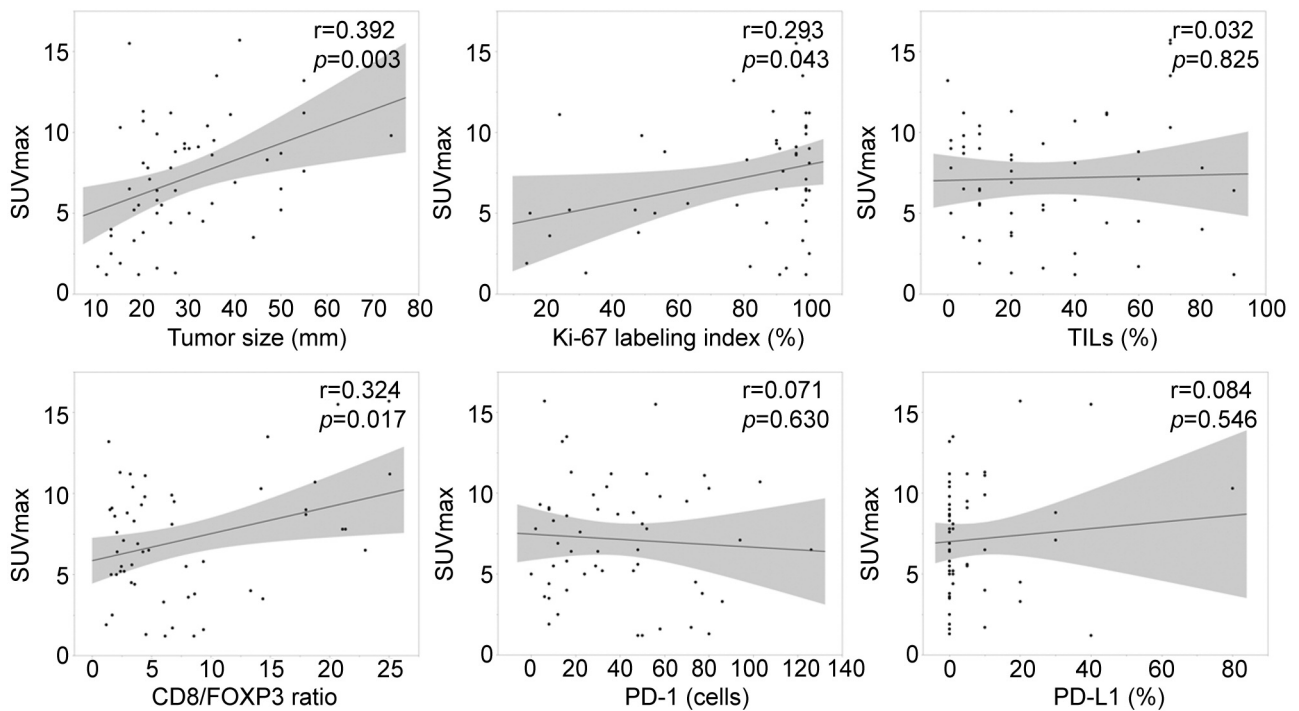 r=0.392
p=0.003
SUVmax
15
10
5
0
10 20 30 40 50 60 70 80
Tumor size (mm)
r=0.293
p=0.043
SUVmax
15
10
5
0
20 40 60 80 100
Ki-67 labeling index (%)
r=0.032
p=0.825
SUVmax
15
10
5
0
0 20 40 60 80 100
TILs (%)
r=0.324
p=0.017
SUVmax
15
10
5
0
0 5 10 15 20 25
CD8/FOXP3 ratio
r=0.071
p=0.630
SUVmax
15
10
5
0
0 20 40 60 80 100 120 140
PD-1 (cells)
r=0.084
p=0.546
SUVmax
15
10
5
0
0 20 40 60 80
PD-L1 (%)